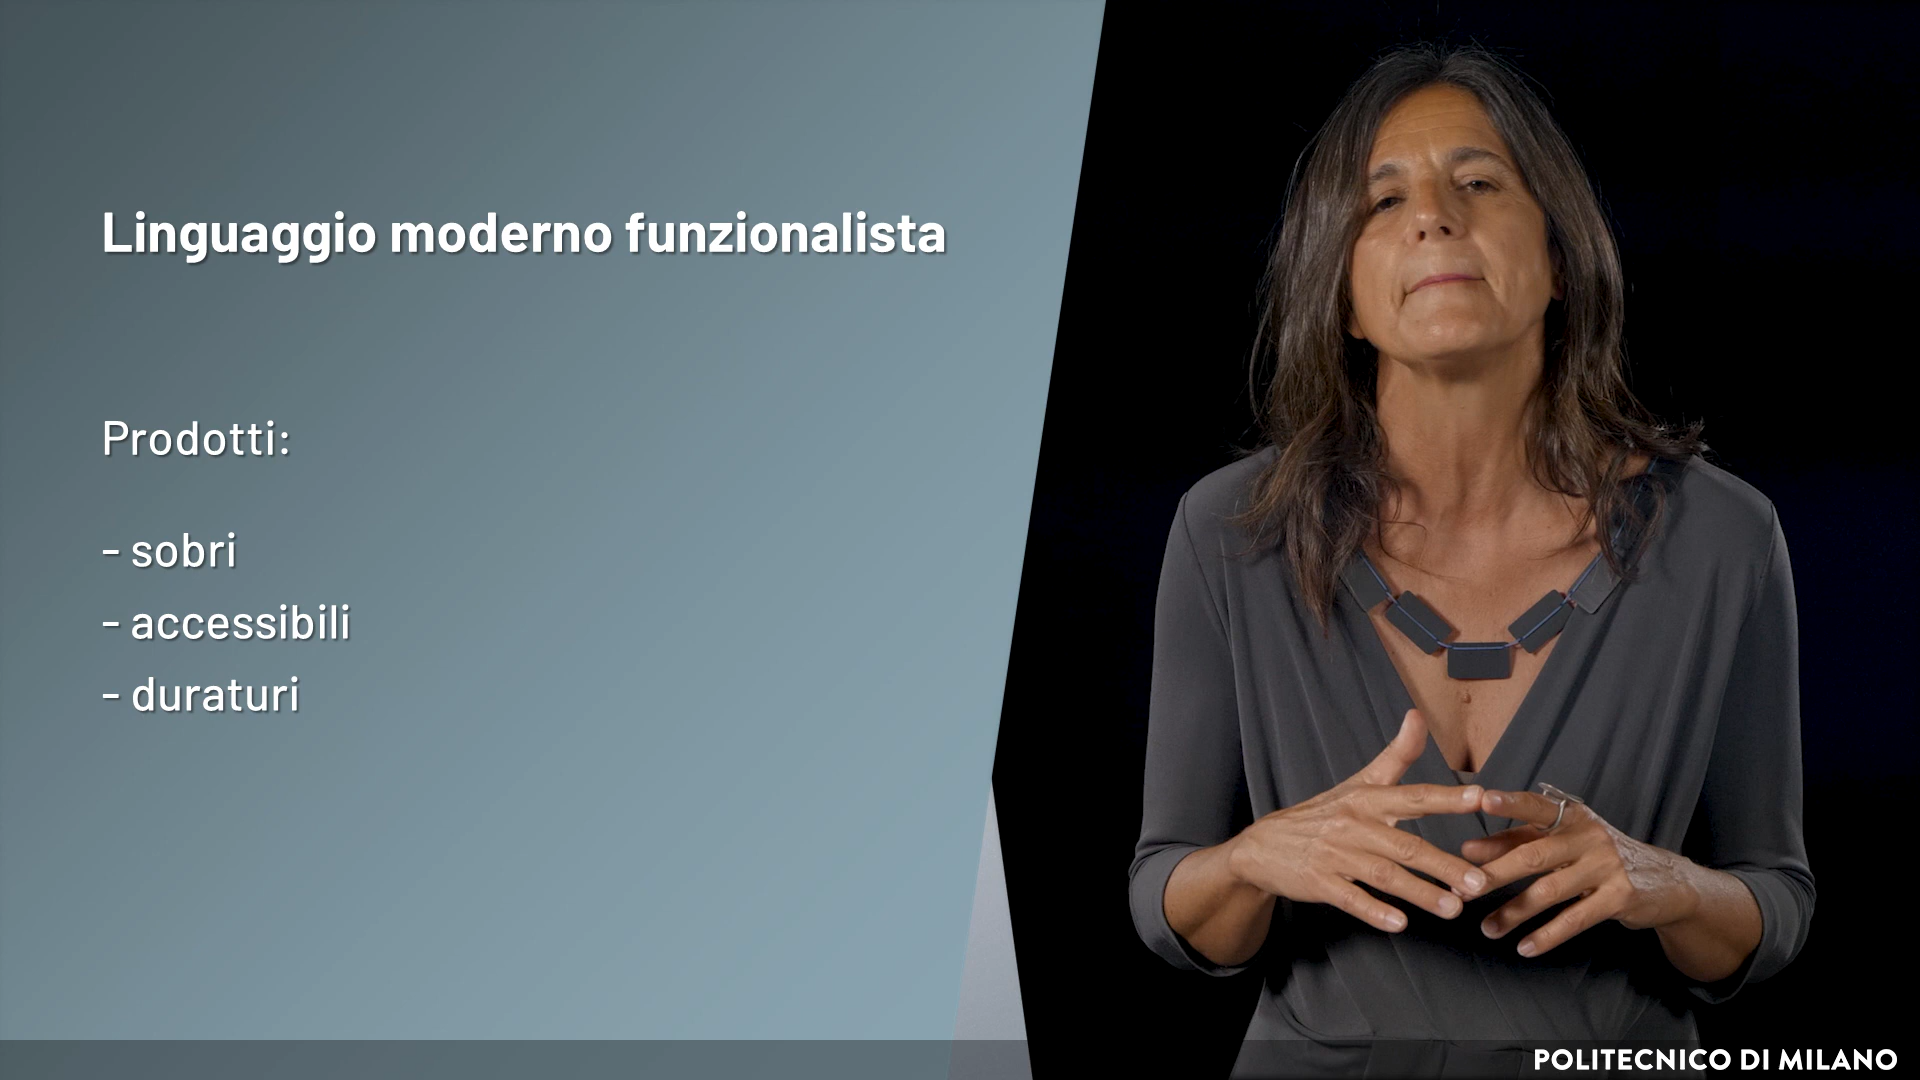 Linguaggio moderno funzionalista
Prodotti:
- sobri
- accessibili
- duraturi
POLITECNICO DI MILANO